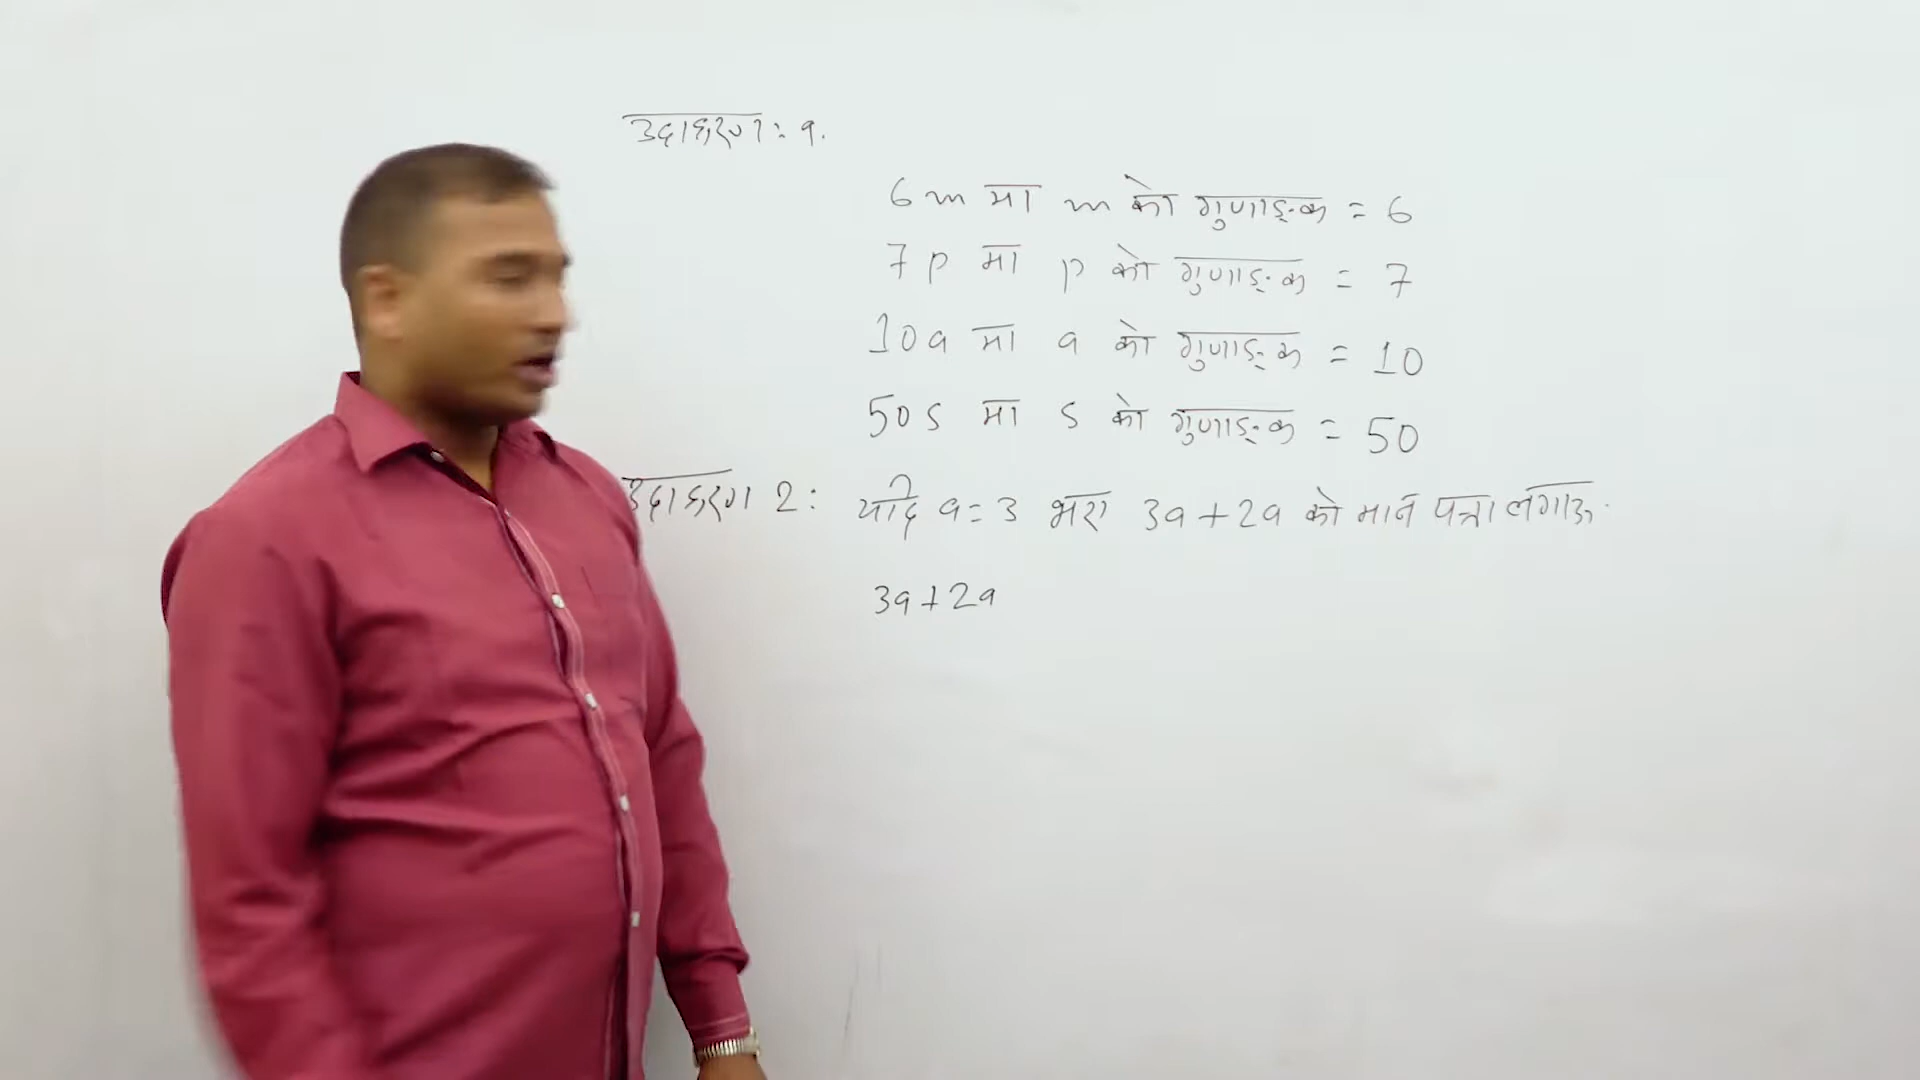 उदाहरण : १.
6m मा m को गुणाङ्क = 6
7p मा p को गुणाङ्क = 7
10a मा a को गुणाङ्क = 10
50s मा s को गुणाङ्क = 50
उदाहरण 2 : यदि a = 3 भए 3a + 2a को मान पत्ता लगाऊ.
3a + 2a